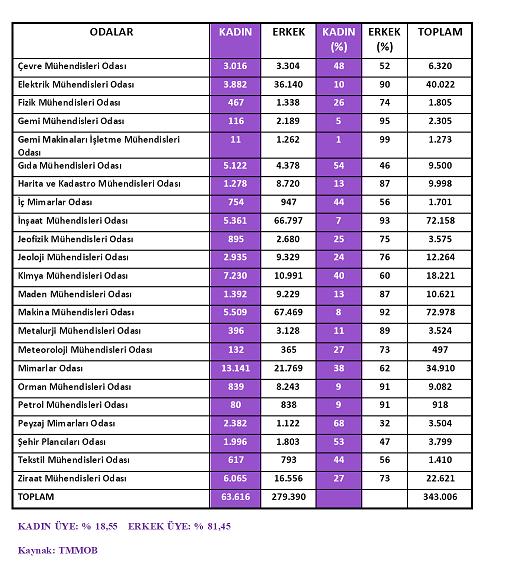 ODALAR KADIN ERKEK KADIN (%) ERKEK (%) TOPLAM
Çevre Mühendisleri Odası 3.016 3.304 48 52 6.320
Elektrik Mühendisleri Odası 3.882 36.140 10 90 40.022
Fizik Mühendisleri Odası 467 1.338 26 74 1.805
Gemi Mühendisleri Odası 116 2.189 5 95 2.305
Gemi Makinaları İşletme Mühendisleri
Odası 11 1.262 1 99 1.273
Gıda Mühendisleri Odası 5.122 4.378 54 46 9.500
Harita ve Kadastro Mühendisleri Odası 1.278 8.720 13 87 9.998
İç Mimarlar Odası 754 947 44 56 1.701
İnşaat Mühendisleri Odası 5.361 66.797 7 93 72.158
Jeofizik Mühendisleri Odası 895 2.680 25 75 3.575
Jeoloji Mühendisleri Odası 2.935 9.329 24 76 12.264
Kimya Mühendisleri Odası 7.230 10.991 40 60 18.221
Maden Mühendisleri Odası 1.392 9.229 13 87 10.621
Makina Mühendisleri Odası 5.509 67.469 8 92 72.978
Metalurji Mühendisleri Odası 396 3.128 11 89 3.524
Meteoroloji Mühendisleri Odası 132 365 27 73 497
Mimarlar Odası 13.141 21.769 38 62 34.910
Orman Mühendisleri Odası 839 8.243 9 91 9.082
Petrol Mühendisleri Odası 80 838 9 91 918
Peyzaj Mimarları Odası 2.382 1.122 68 32 3.504
Şehir Plancıları Odası 1.996 1.803 53 47 3.799
Tekstil Mühendisleri Odası 617 793 44 56 1.410
Ziraat Mühendisleri Odası 6.065 16.556 27 73 22.621
TOPLAM 63.616 279.390 343.006
KADIN ÜYE: % 18,55 ERKEK ÜYE: % 81,45
Kaynak: TMMOB